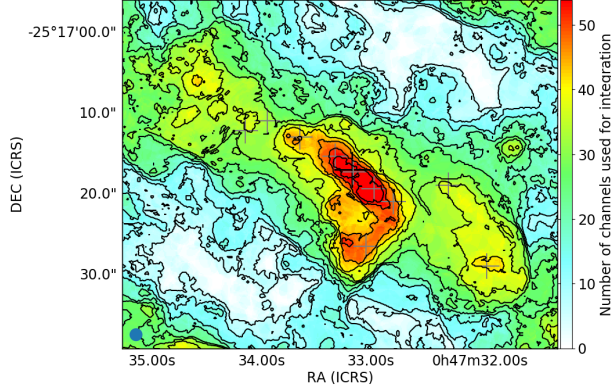 -25°17'00.0"
10.0"
20.0"
30.0"
DEC (ICRS)
35.00s 34.00s 33.00s 0h47m32.00s
RA (ICRS)
50
40
30
20
10
0
Number of channels used for integration